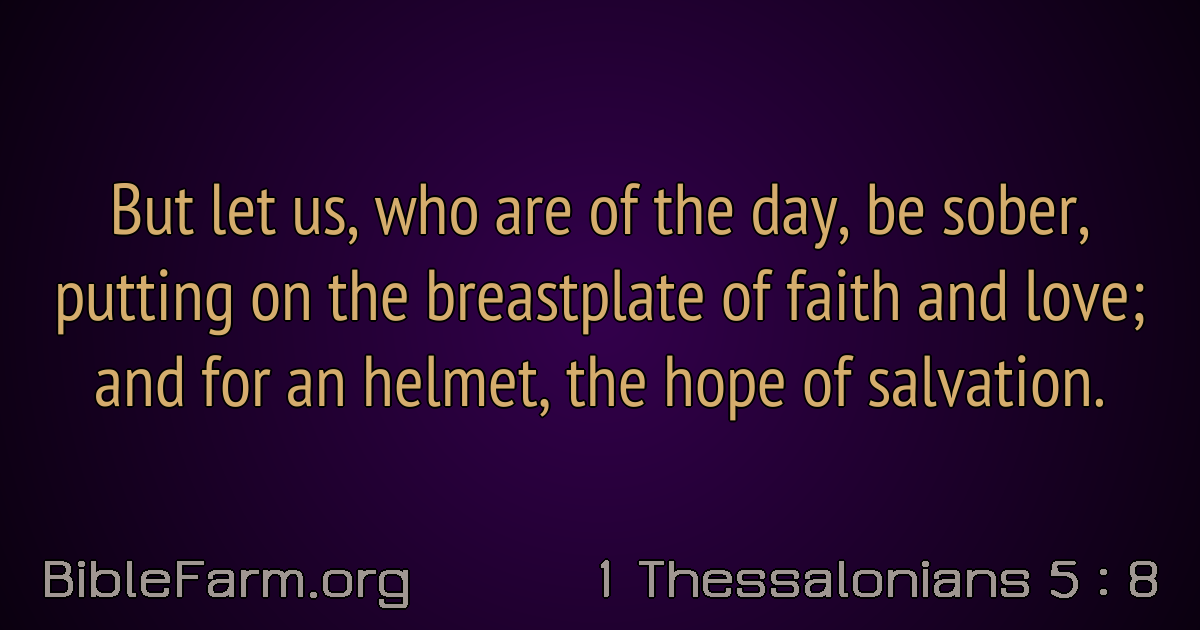 But let us, who are of the day, be sober,
putting on the breastplate of faith and love;
and for an helmet, the hope of salvation.
BibleFarm.org
1 Thessalonians 5 : 8